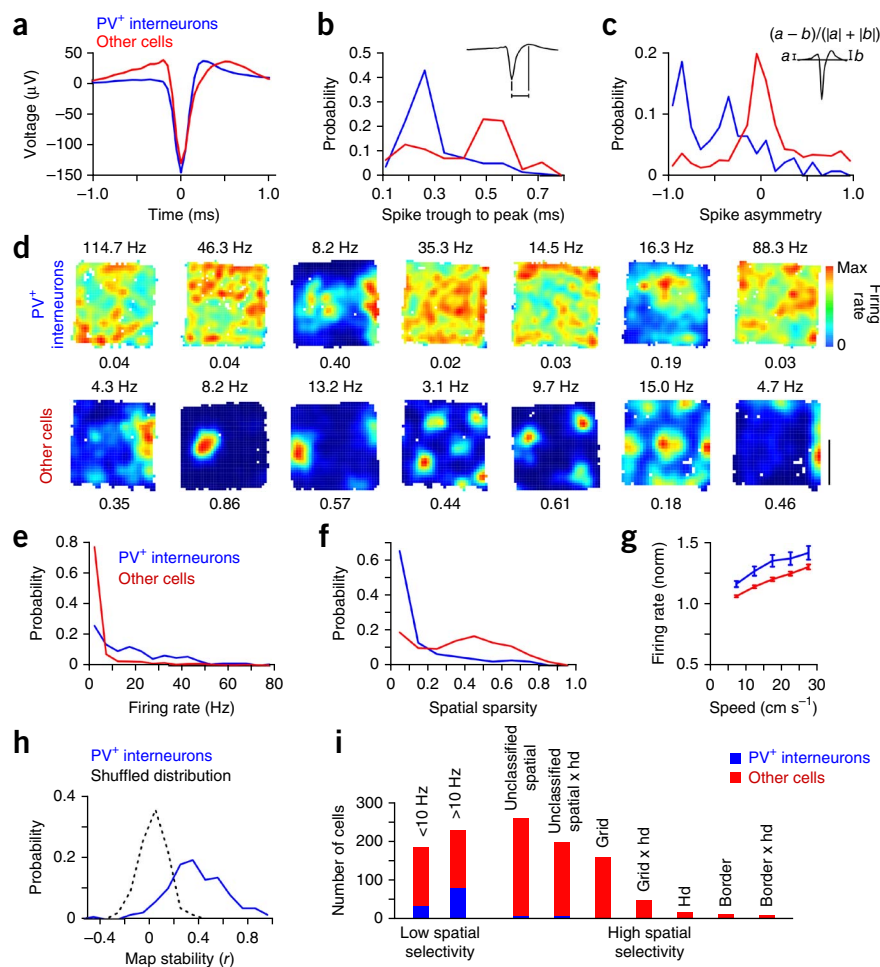 a
PV+ interneurons
Other cells
Voltage (µV)
50
0
−50
−100
−150
−1.0
0
1.0
Time (ms)
b
Probability
0.6
0.4
0.2
0
0.1
0.3
0.5
0.7
Spike trough to peak (ms)
c
(a − b)/(|a| + |b|)
a
b
Probability
0.2
0.1
0
−1.0
0
1.0
Spike asymmetry
d
114.7 Hz 46.3 Hz 8.2 Hz 35.3 Hz 14.5 Hz 16.3 Hz 88.3 Hz
PV+
interneurons
Max
0
Firing
rate
0.04 0.04 0.40 0.02 0.03 0.19 0.03
4.3 Hz 8.2 Hz 13.2 Hz 3.1 Hz 9.7 Hz 15.0 Hz 4.7 Hz
Other cells
0.35 0.86 0.57 0.44 0.61 0.18 0.46
e
PV+ interneurons
Other cells
Probability
0.8
0.6
0.4
0.2
0
0 20 40 60 80
Firing rate (Hz)
f
Probability
0.8
0.6
0.4
0.2
0
0 0.2 0.4 0.6 0.8 1.0
Spatial sparsity
g
Firing rate (norm)
1.5
1.0
0.5
0 10 20 30
Speed (cm s−1)
h
PV+ interneurons
Shuffled distribution
Probability
0.4
0.2
0
−0.4 0 0.4 0.8
Map stability (r)
i
PV+ interneurons
Other cells
Number of cells
300
200
100
0
<10 Hz
>10 Hz
Unclassified
spatial
Unclassified
spatial x hd
Grid
Grid x hd
Hd
Border
Border x hd
Low spatial
selectivity
High spatial
selectivity